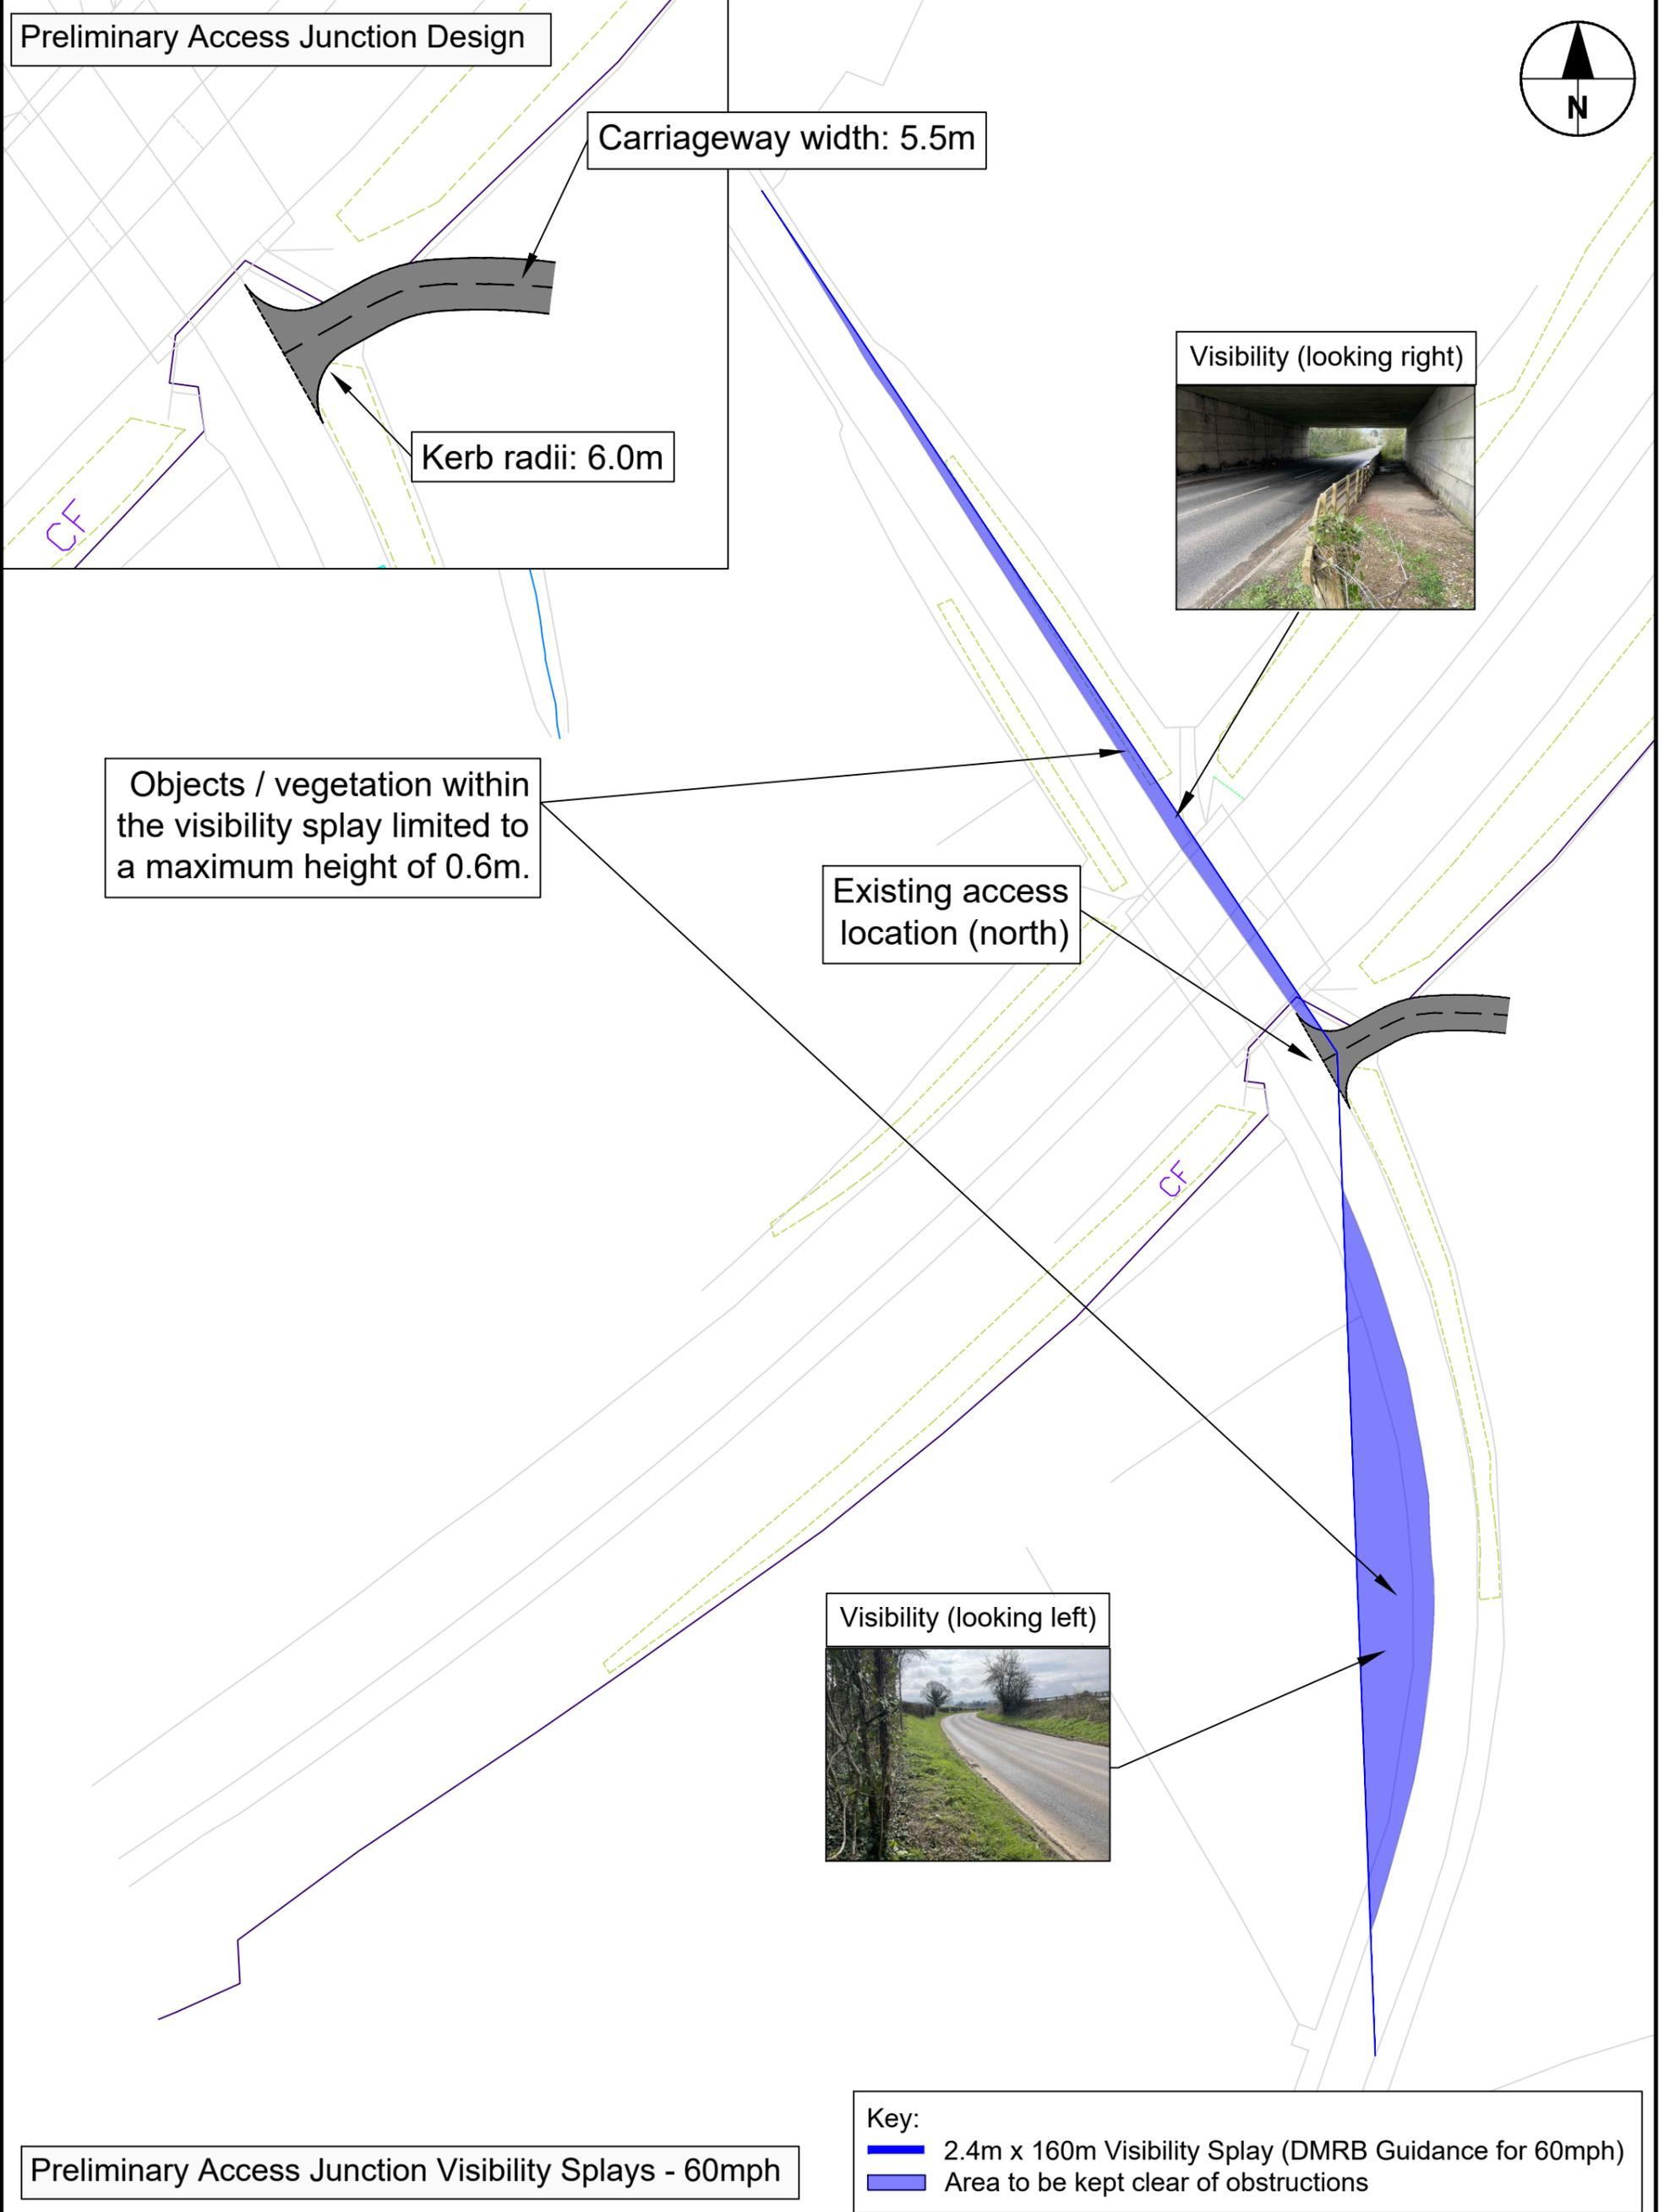 Preliminary Access Junction Design
N
Carriageway width: 5.5m
Kerb radii: 6.0m
CF
Visibility (looking right)
Objects / vegetation within
the visibility splay limited to
a maximum height of 0.6m.
Existing access
location (north)
CF
Visibility (looking left)
Key:
2.4m x 160m Visibility Splay (DMRB Guidance for 60mph)
Area to be kept clear of obstructions
Preliminary Access Junction Visibility Splays - 60mph